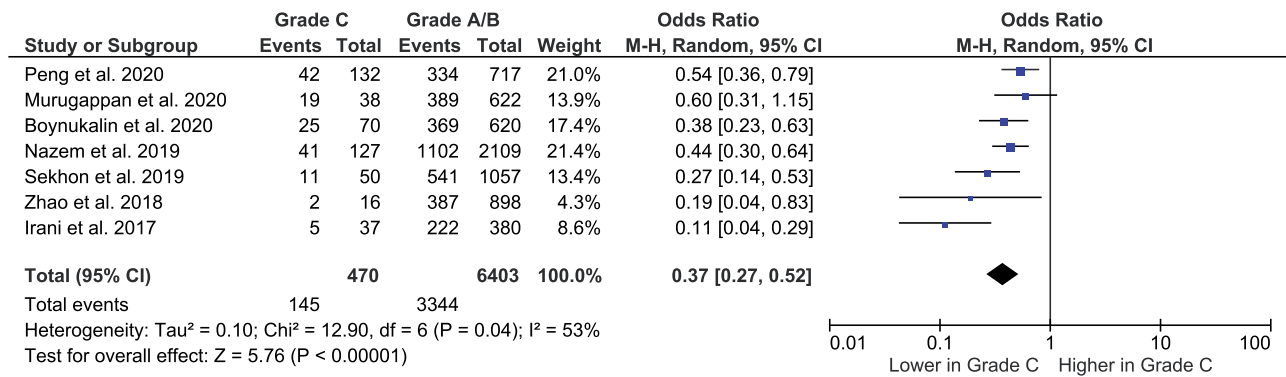 Grade C Grade A/B Odds Ratio Odds Ratio
Study or Subgroup Events Total Events Total Weight M-H, Random, 95% CI M-H, Random, 95% CI
Peng et al. 2020 42 132 334 717 21.0% 0.54 [0.36, 0.79]
Murugappan et al. 2020 19 38 389 622 13.9% 0.60 [0.31, 1.15]
Boynukalin et al. 2020 25 70 369 620 17.4% 0.38 [0.23, 0.63]
Nazem et al. 2019 41 127 1102 2109 21.4% 0.44 [0.30, 0.64]
Sekhon et al. 2019 11 50 541 1057 13.4% 0.27 [0.14, 0.53]
Zhao et al. 2018 2 16 387 898 4.3% 0.19 [0.04, 0.83]
Irani et al. 2017 5 37 222 380 8.6% 0.11 [0.04, 0.29]
Total (95% CI) 470 6403 100.0% 0.37 [0.27, 0.52]
Total events 145 3344
Heterogeneity: Tau² = 0.10; Chi² = 12.90, df = 6 (P = 0.04); I² = 53%
Test for overall effect: Z = 5.76 (P < 0.00001)
0.01 0.1 1 10 100
Lower in Grade C Higher in Grade C